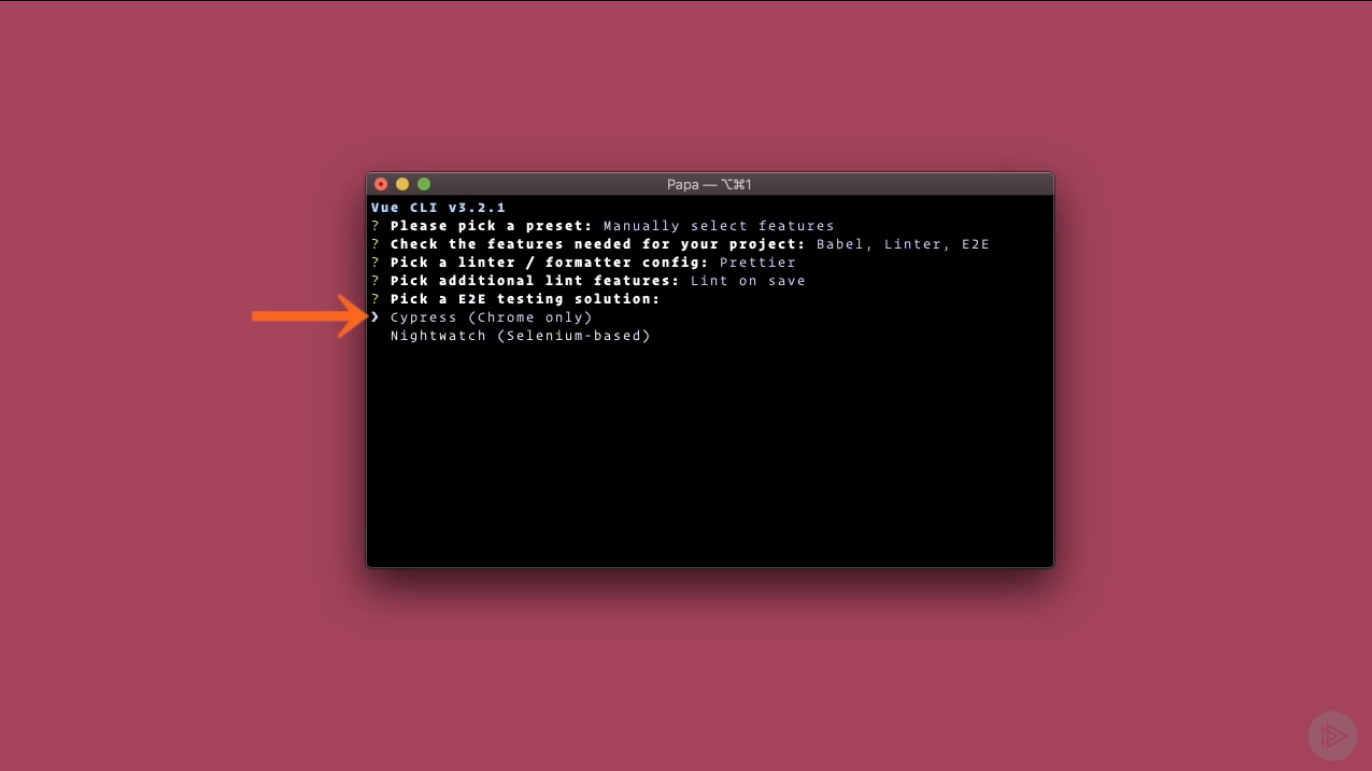 Papa — ⌥⌘1
Vue CLI v3.2.1
? Please pick a preset: Manually select features
? Check the features needed for your project: Babel, Linter, E2E
? Pick a linter / formatter config: Prettier
? Pick additional lint features: Lint on save
? Pick a E2E testing solution:
❯ Cypress (Chrome only)
Nightwatch (Selenium-based)